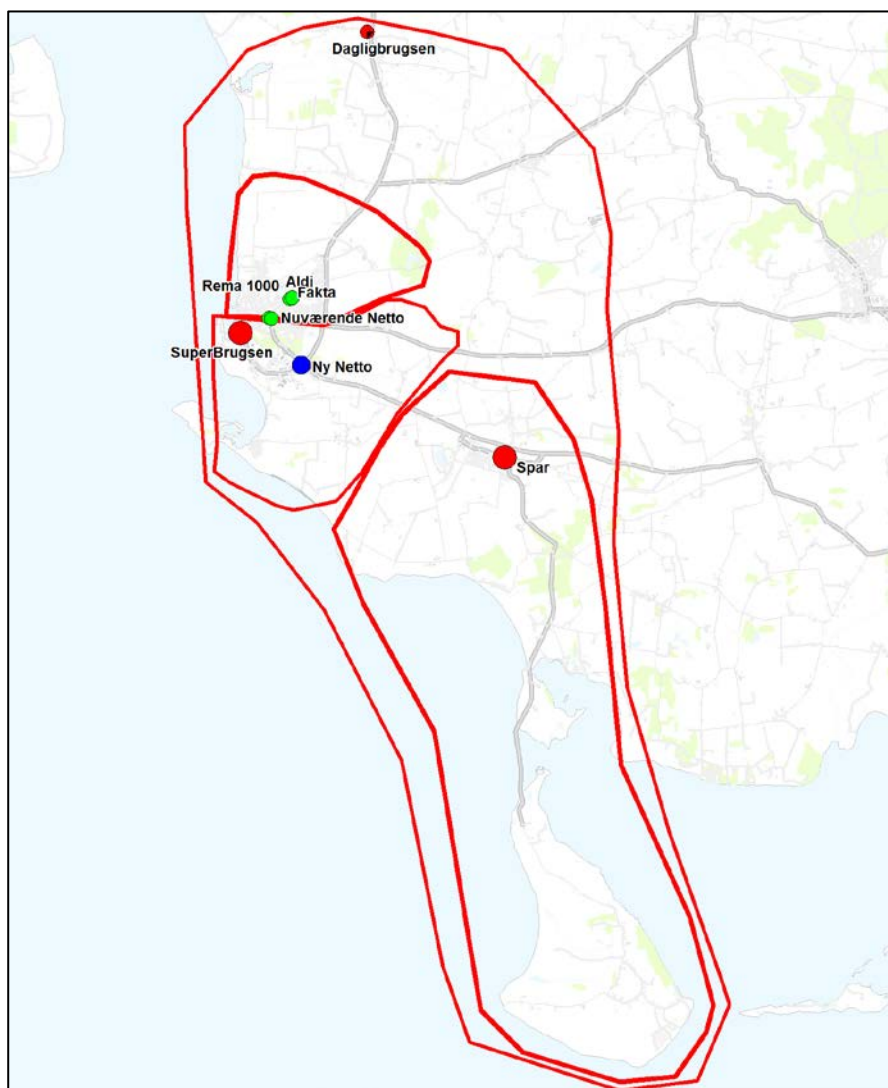 Dagligbrugsen
Aldi
Rema 1000
Fakta
Nuværende Netto
SuperBrugsen
Ny Netto
Spar